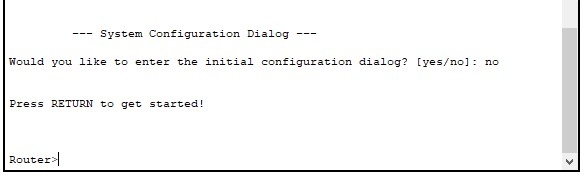 --- System Configuration Dialog ---
Would you like to enter the initial configuration dialog? [yes/no]: no
Press RETURN to get started!
Router>